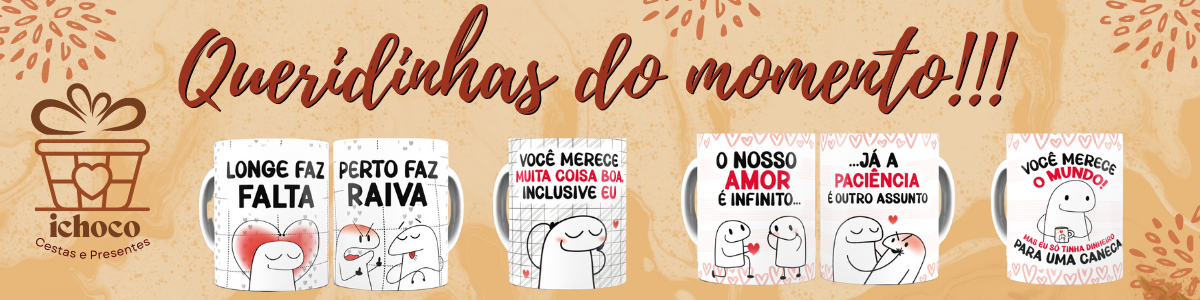 Queridinhas do momento!!!
ichoco
Cestas e Presentes
LONGE FAZ
FALTA
PERTO FAZ
RAIVA
VOCÊ MERECE
MUITA COISA BOA,
INCLUSIVE EU
O NOSSO
AMOR
É INFINITO...
...JÁ A
PACIÊNCIA
É OUTRO ASSUNTO
VOCÊ MERECE
O MUNDO!
MAS EU SÓ TINHA DINHEIRO
PARA UMA CANECA